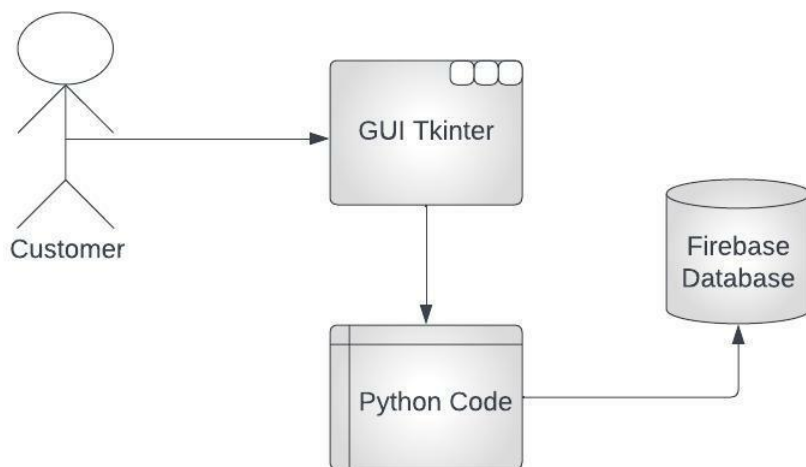 GUI Tkinter
Customer
Firebase
Database
Python Code